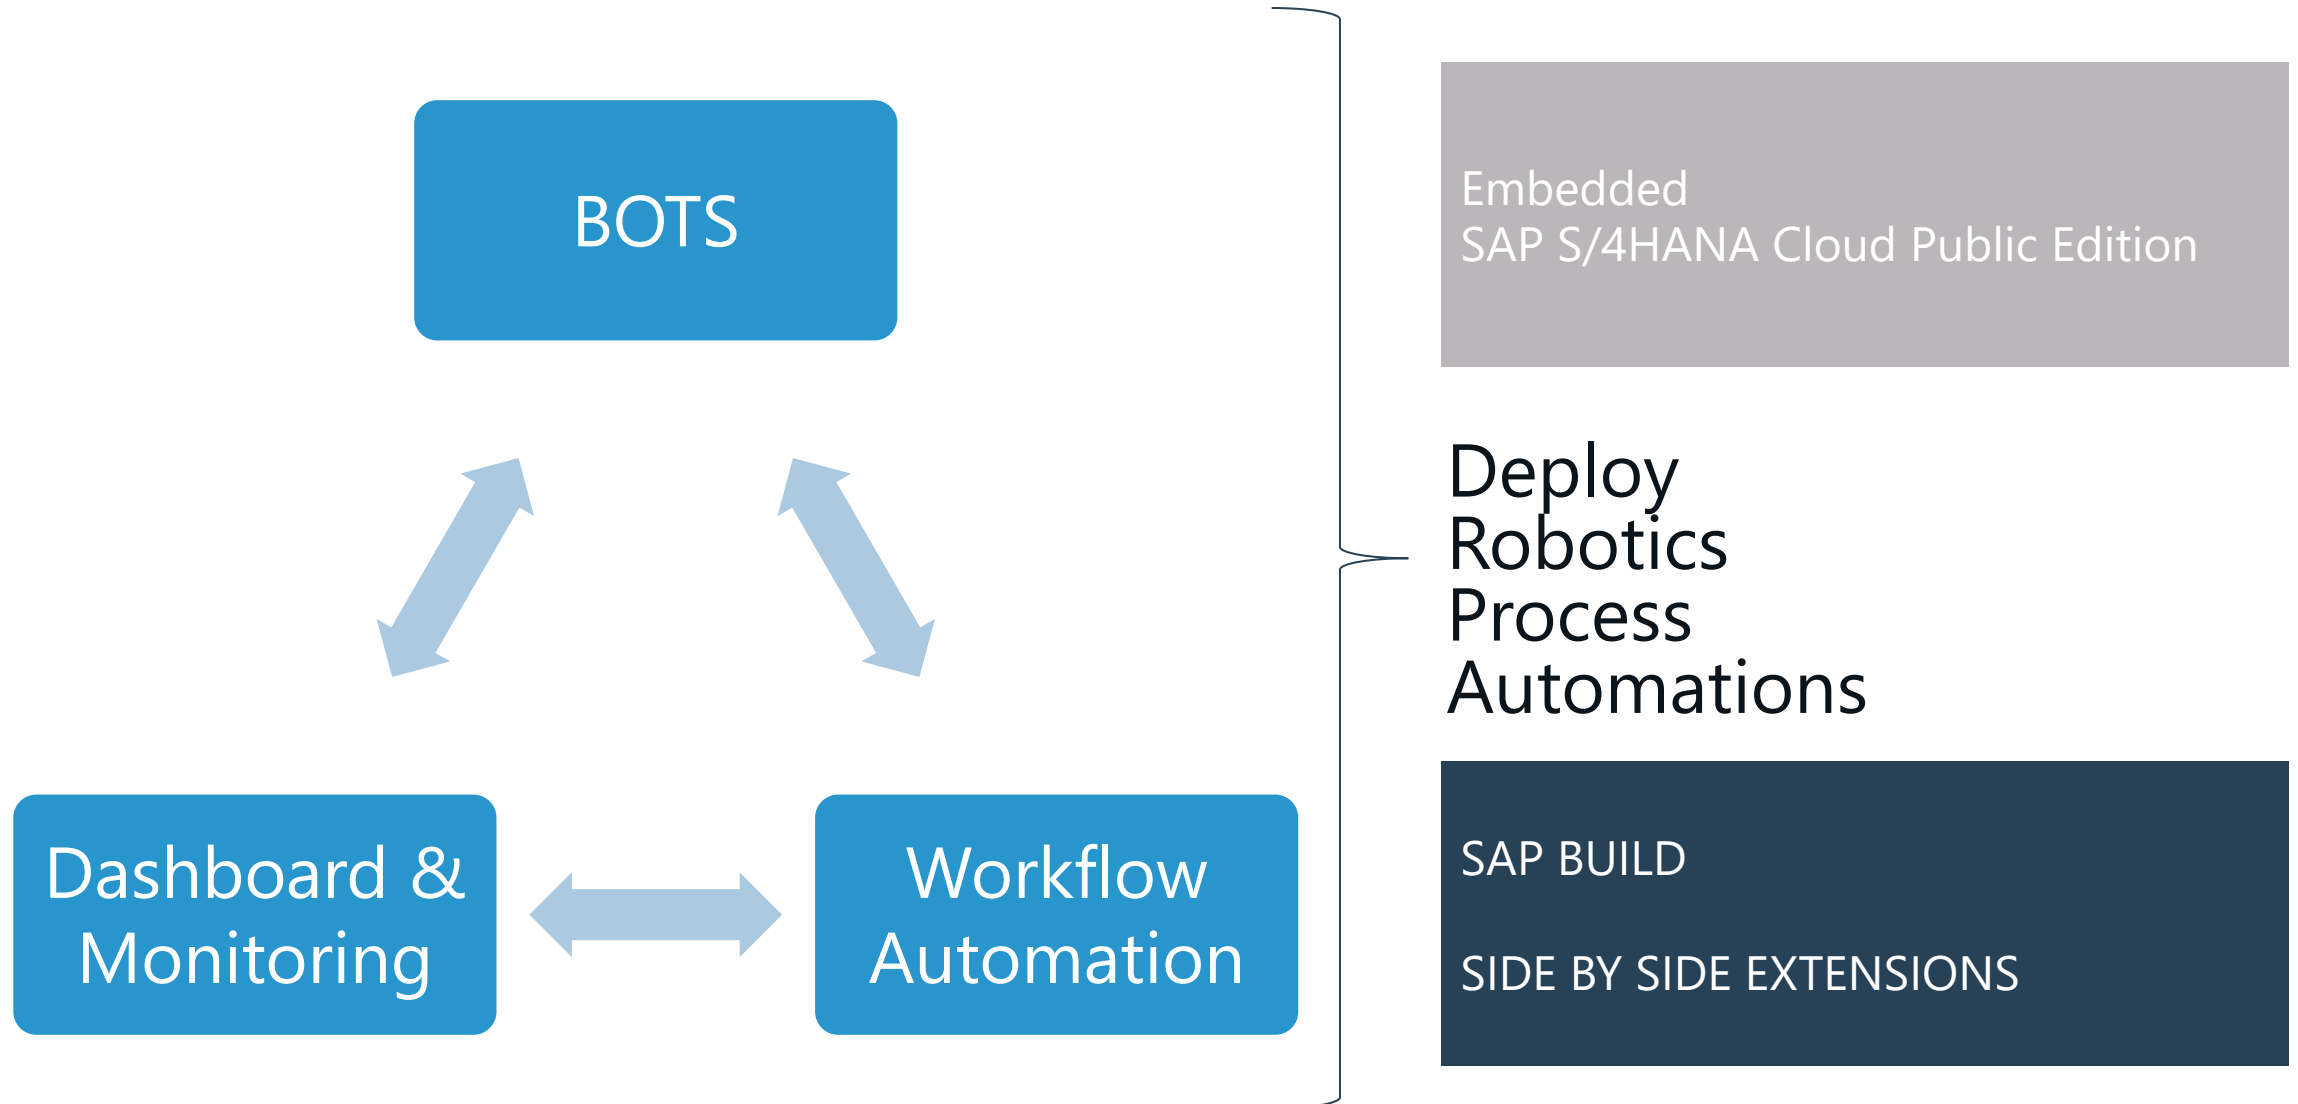 BOTS
Dashboard &
Monitoring
Workflow
Automation
Embedded
SAP S/4HANA Cloud Public Edition
Deploy
Robotics
Process
Automations
SAP BUILD
SIDE BY SIDE EXTENSIONS